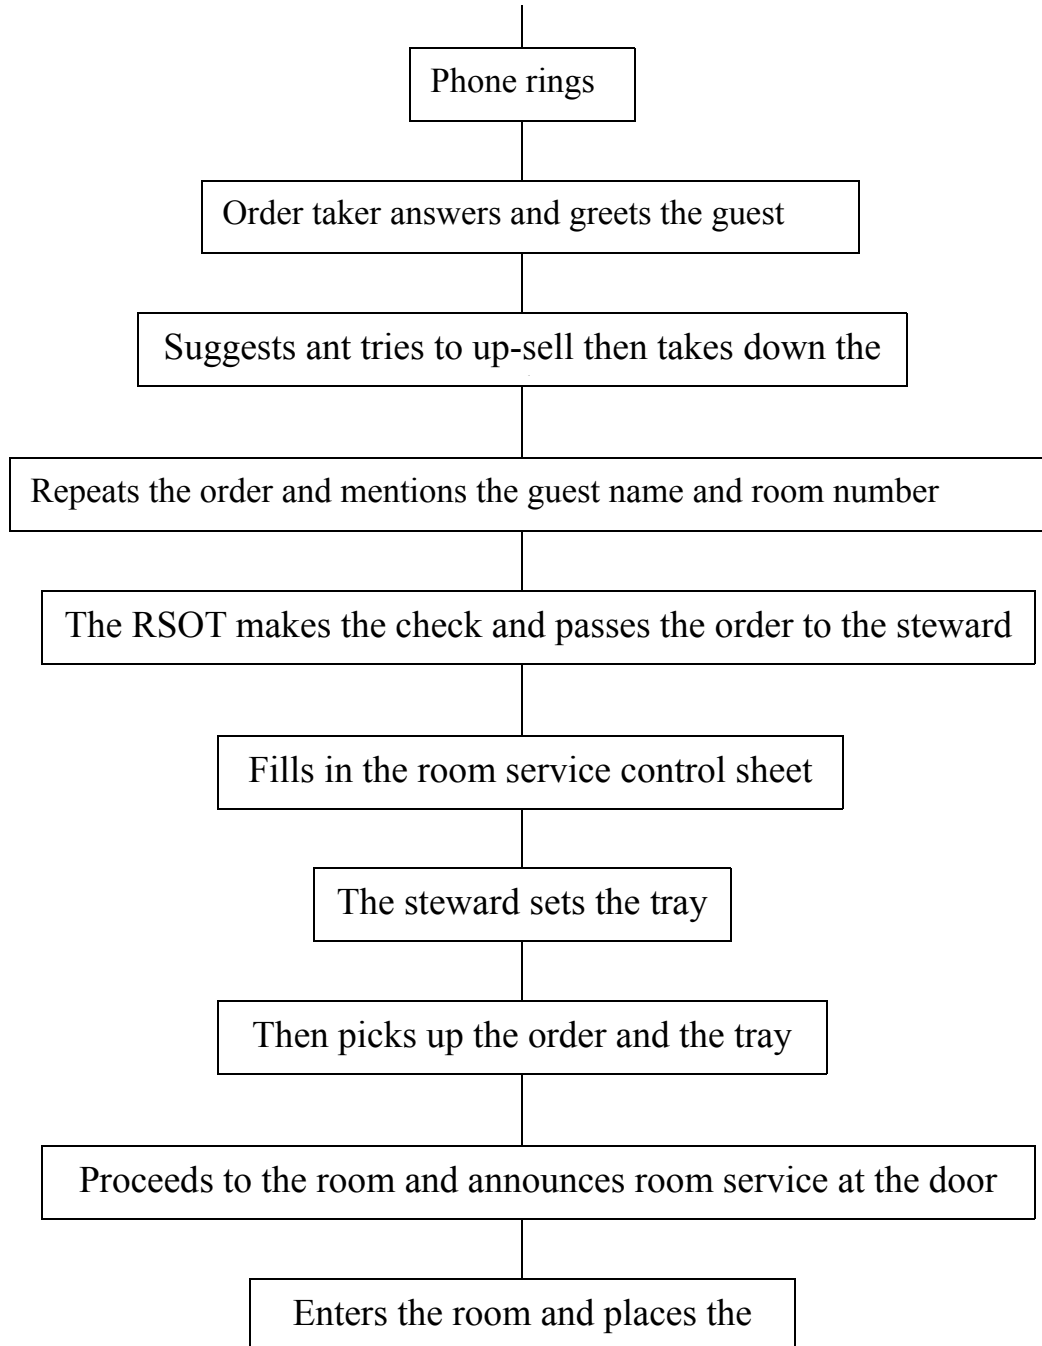 Phone rings
Order taker answers and greets the guest
Suggests ant tries to up-sell then takes down the
Repeats the order and mentions the guest name and room number
The RSOT makes the check and passes the order to the steward
Fills in the room service control sheet
The steward sets the tray
Then picks up the order and the tray
Proceeds to the room and announces room service at the door
Enters the room and places the